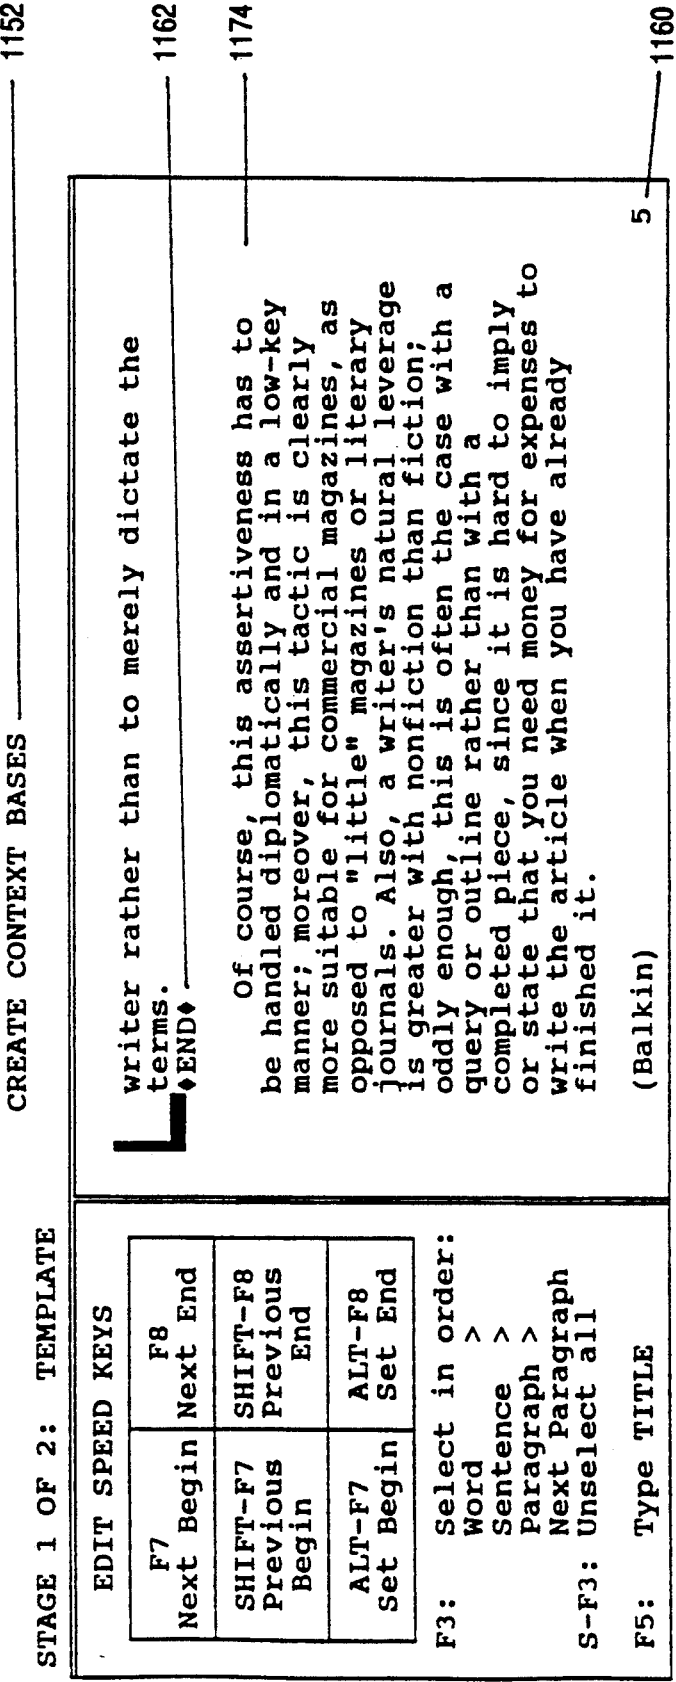 STAGE 1 OF 2: TEMPLATE
CREATE CONTEXT BASES
1152
EDIT SPEED KEYS
F7
Next Begin
F8
Next End
SHIFT-F7
Previous
Begin
SHIFT-F8
Previous
End
ALT-F7
Set Begin
ALT-F8
Set End
F3: Select in order:
Word >
Sentence >
Paragraph >
Next Paragraph
S-F3: Unselect all
F5: Type TITLE
writer rather than to merely dictate the
terms.
♦END♦
1162
Of course, this assertiveness has to
1174
be handled diplomatically and in a low-key
manner; moreover, this tactic is clearly
more suitable for commercial magazines, as
opposed to "little" magazines or literary
journals. Also, a writer's natural leverage
is greater with nonfiction than fiction;
oddly enough, this is often the case with a
query or outline rather than with a
completed piece, since it is hard to imply
or state that you need money for expenses to
write the article when you have already
finished it.
(Balkin)
5
1160